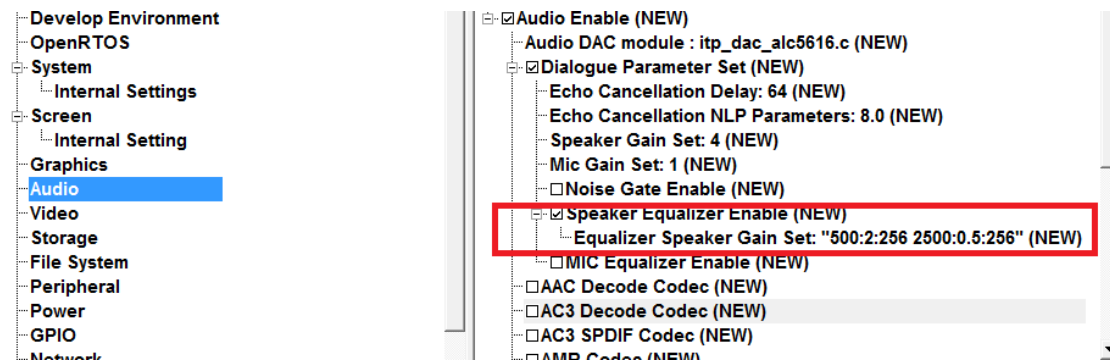 Develop Environment
OpenRTOS
System
Internal Settings
Screen
Internal Setting
Graphics
Audio
Video
Storage
File System
Peripheral
Power
GPIO
Network
Audio Enable (NEW)
Audio DAC module : itp_dac_alc5616.c (NEW)
Dialogue Parameter Set (NEW)
Echo Cancellation Delay: 64 (NEW)
Echo Cancellation NLP Parameters: 8.0 (NEW)
Speaker Gain Set: 4 (NEW)
Mic Gain Set: 1 (NEW)
Noise Gate Enable (NEW)
Speaker Equalizer Enable (NEW)
Equalizer Speaker Gain Set: "500:2:256 2500:0.5:256" (NEW)
MIC Equalizer Enable (NEW)
AAC Decode Codec (NEW)
AC3 Decode Codec (NEW)
AC3 SPDIF Codec (NEW)
AMR Codec (NEW)